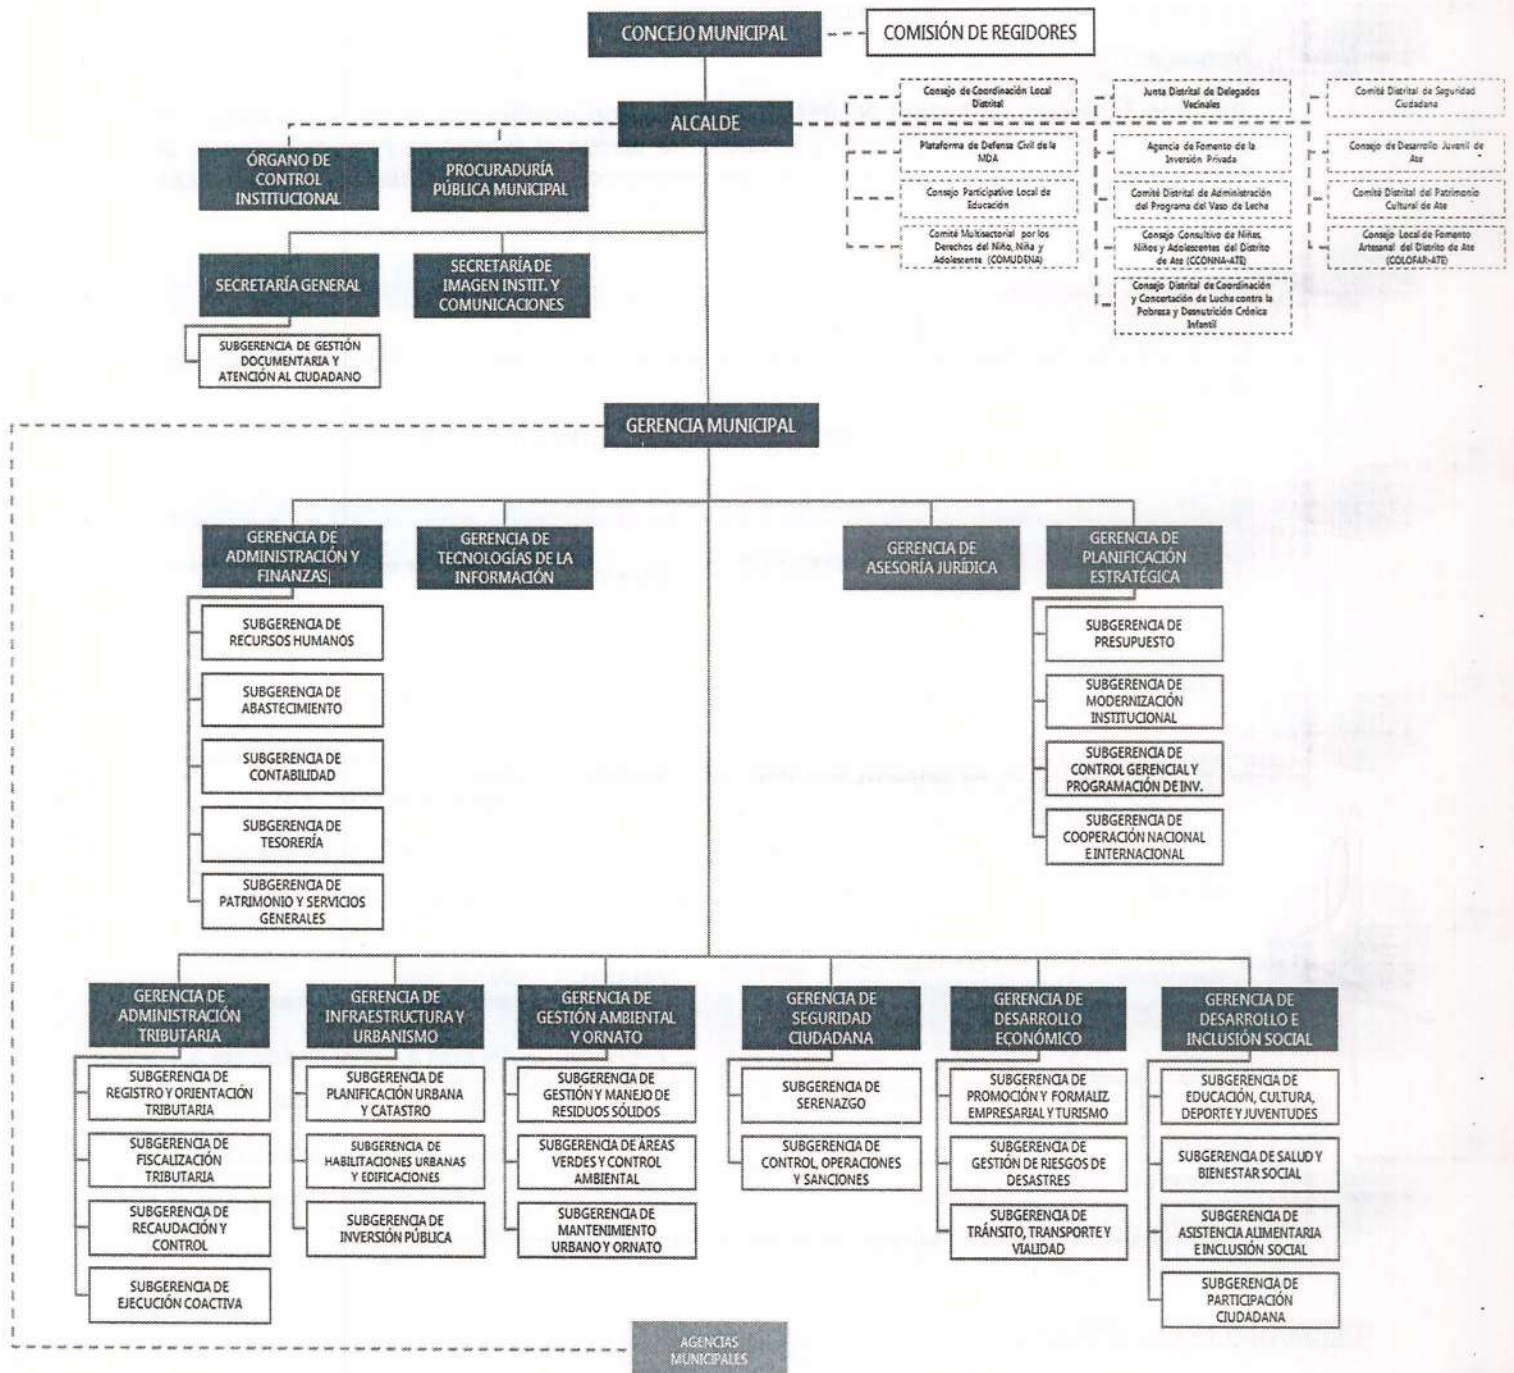 CONCEJO MUNICIPAL
COMISIÓN DE REGIDORES
ALCALDE
Consejo de Coordinación Local
Distrital
Junta Distrital de Delegados
Vecinales
Comité Distrital de Seguridad
Ciudadana
Plataforma de Defensa Civil de la
MDA
Agencia de Fomento de la
Inversión Privada
Consejo de Desarrollo Juvenil de
Ate
Consejo Participativo Local de
Educación
Comité Distrital de Administración
del Programa del Vaso de Leche
Comité Distrital del Patrimonio
Cultural de Ate
Comité Multisectorial por los
Derechos del Niño, Niña y
Adolescente (COMUDENA)
Consejo Consultivo de Niñas,
Niños y Adolescentes del Distrito
de Ate (CCONNA-ATE)
Consejo Local de Fomento
Artesanal del Distrito de Ate
(COLOFAR-ATE)
Consejo Distrital de Coordinación
y Concertación de Lucha contra la
Pobreza y Desnutrición Crónica
Infantil
ÓRGANO DE
CONTROL
INSTITUCIONAL
PROCURADURÍA
PÚBLICA MUNICIPAL
SECRETARÍA GENERAL
SECRETARÍA DE
IMAGEN INSTIT. Y
COMUNICACIONES
SUBGERENCIA DE GESTIÓN
DOCUMENTARIA Y
ATENCIÓN AL CIUDADANO
GERENCIA MUNICIPAL
GERENCIA DE
ADMINISTRACIÓN Y
FINANZAS
GERENCIA DE
TECNOLOGÍAS DE LA
INFORMACIÓN
GERENCIA DE
ASESORÍA JURÍDICA
GERENCIA DE
PLANIFICACIÓN
ESTRATÉGICA
SUBGERENCIA DE
RECURSOS HUMANOS
SUBGERENCIA DE
ABASTECIMIENTO
SUBGERENCIA DE
CONTABILIDAD
SUBGERENCIA DE
TESORERÍA
SUBGERENCIA DE
PATRIMONIO Y SERVICIOS
GENERALES
SUBGERENCIA DE
PRESUPUESTO
SUBGERENCIA DE
MODERNIZACIÓN
INSTITUCIONAL
SUBGERENCIA DE
CONTROL GERENCIAL Y
PROGRAMACIÓN DE INV.
SUBGERENCIA DE
COOPERACIÓN NACIONAL
E INTERNACIONAL
GERENCIA DE
ADMINISTRACIÓN
TRIBUTARIA
GERENCIA DE
INFRAESTRUCTURA Y
URBANISMO
GERENCIA DE
GESTIÓN AMBIENTAL
Y ORNATO
GERENCIA DE
SEGURIDAD
CIUDADANA
GERENCIA DE
DESARROLLO
ECONÓMICO
GERENCIA DE
DESARROLLO E
INCLUSIÓN SOCIAL
SUBGERENCIA DE
REGISTRO Y ORIENTACIÓN
TRIBUTARIA
SUBGERENCIA DE
FISCALIZACIÓN
TRIBUTARIA
SUBGERENCIA DE
RECAUDACIÓN Y
CONTROL
SUBGERENCIA DE
EJECUCIÓN COACTIVA
SUBGERENCIA DE
PLANIFICACIÓN URBANA
Y CATASTRO
SUBGERENCIA DE
HABILITACIONES URBANAS
Y EDIFICACIONES
SUBGERENCIA DE
INVERSIÓN PÚBLICA
SUBGERENCIA DE
GESTIÓN Y MANEJO DE
RESIDUOS SÓLIDOS
SUBGERENCIA DE ÁREAS
VERDES Y CONTROL
AMBIENTAL
SUBGERENCIA DE
MANTENIMIENTO
URBANO Y ORNATO
SUBGERENCIA DE
SERENAZGO
SUBGERENCIA DE
CONTROL, OPERACIONES
Y SANCIONES
SUBGERENCIA DE
PROMOCIÓN Y FORMALIZ.
EMPRESARIAL Y TURISMO
SUBGERENCIA DE
GESTIÓN DE RIESGOS DE
DESASTRES
SUBGERENCIA DE
TRÁNSITO, TRANSPORTE Y
VIALIDAD
SUBGERENCIA DE
EDUCACIÓN, CULTURA,
DEPORTE Y JUVENTUDES
SUBGERENCIA DE SALUD Y
BIENESTAR SOCIAL
SUBGERENCIA DE
ASISTENCIA ALIMENTARIA
E INCLUSIÓN SOCIAL
SUBGERENCIA DE
PARTICIPACIÓN
CIUDADANA
AGENCIAS
MUNICIPALES